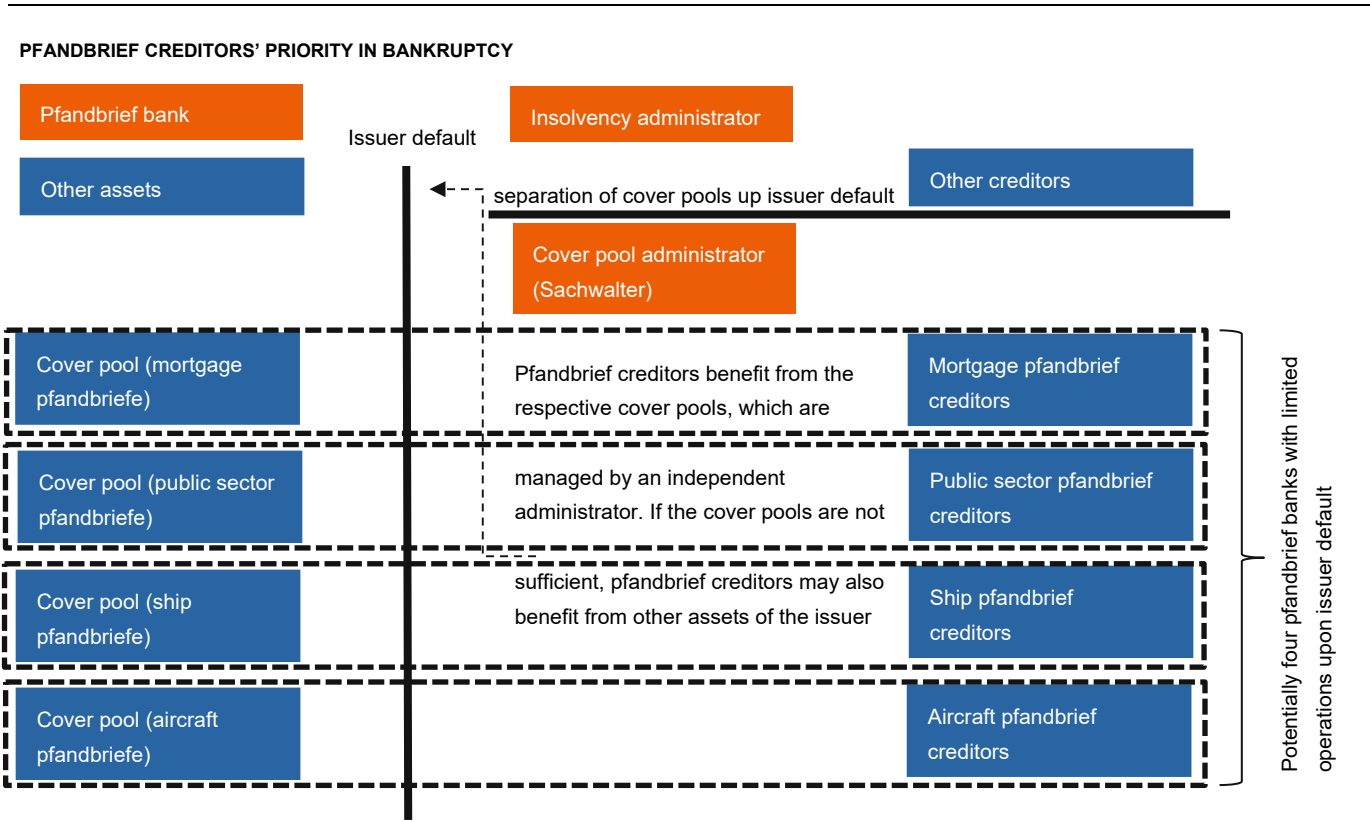 PFANDBRIEF CREDITORS’ PRIORITY IN BANKRUPTCY
Pfandbrief bank
Insolvency administrator
Issuer default
Other assets
Other creditors
separation of cover pools up issuer default
Cover pool administrator
(Sachwalter)
Cover pool (mortgage
pfandbriefe)
Pfandbrief creditors benefit from the
respective cover pools, which are
Mortgage pfandbrief
creditors
Cover pool (public sector
pfandbriefe)
managed by an independent
administrator. If the cover pools are not
Public sector pfandbrief
creditors
Cover pool (ship
pfandbriefe)
sufficient, pfandbrief creditors may also
benefit from other assets of the issuer
Ship pfandbrief
creditors
Cover pool (aircraft
pfandbriefe)
Aircraft pfandbrief
creditors
Potentially four pfandbrief banks with limited
operations upon issuer default